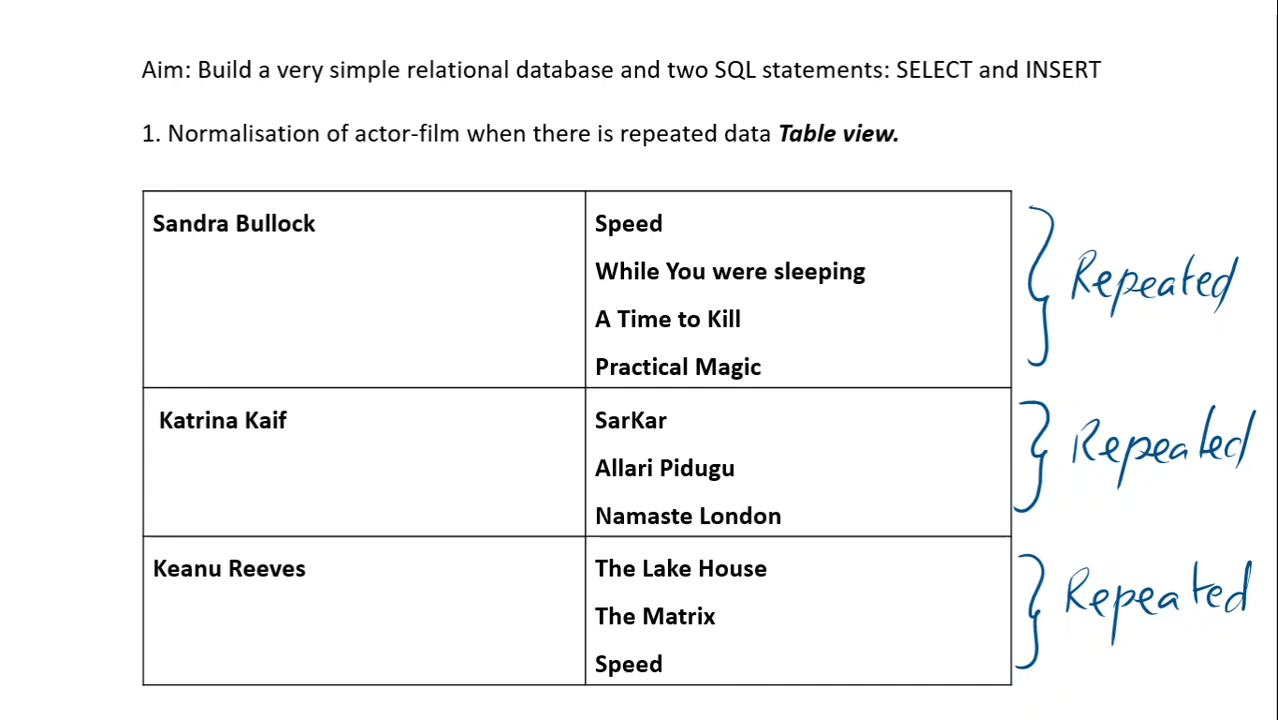 Aim: Build a very simple relational database and two SQL statements: SELECT and INSERT
1. Normalisation of actor-film when there is repeated data Table view.
Sandra Bullock
Speed
While You were sleeping
A Time to Kill
Practical Magic
Repeated
Katrina Kaif
SarKar
Allari Pidugu
Namaste London
Repeated
Keanu Reeves
The Lake House
The Matrix
Speed
Repeated